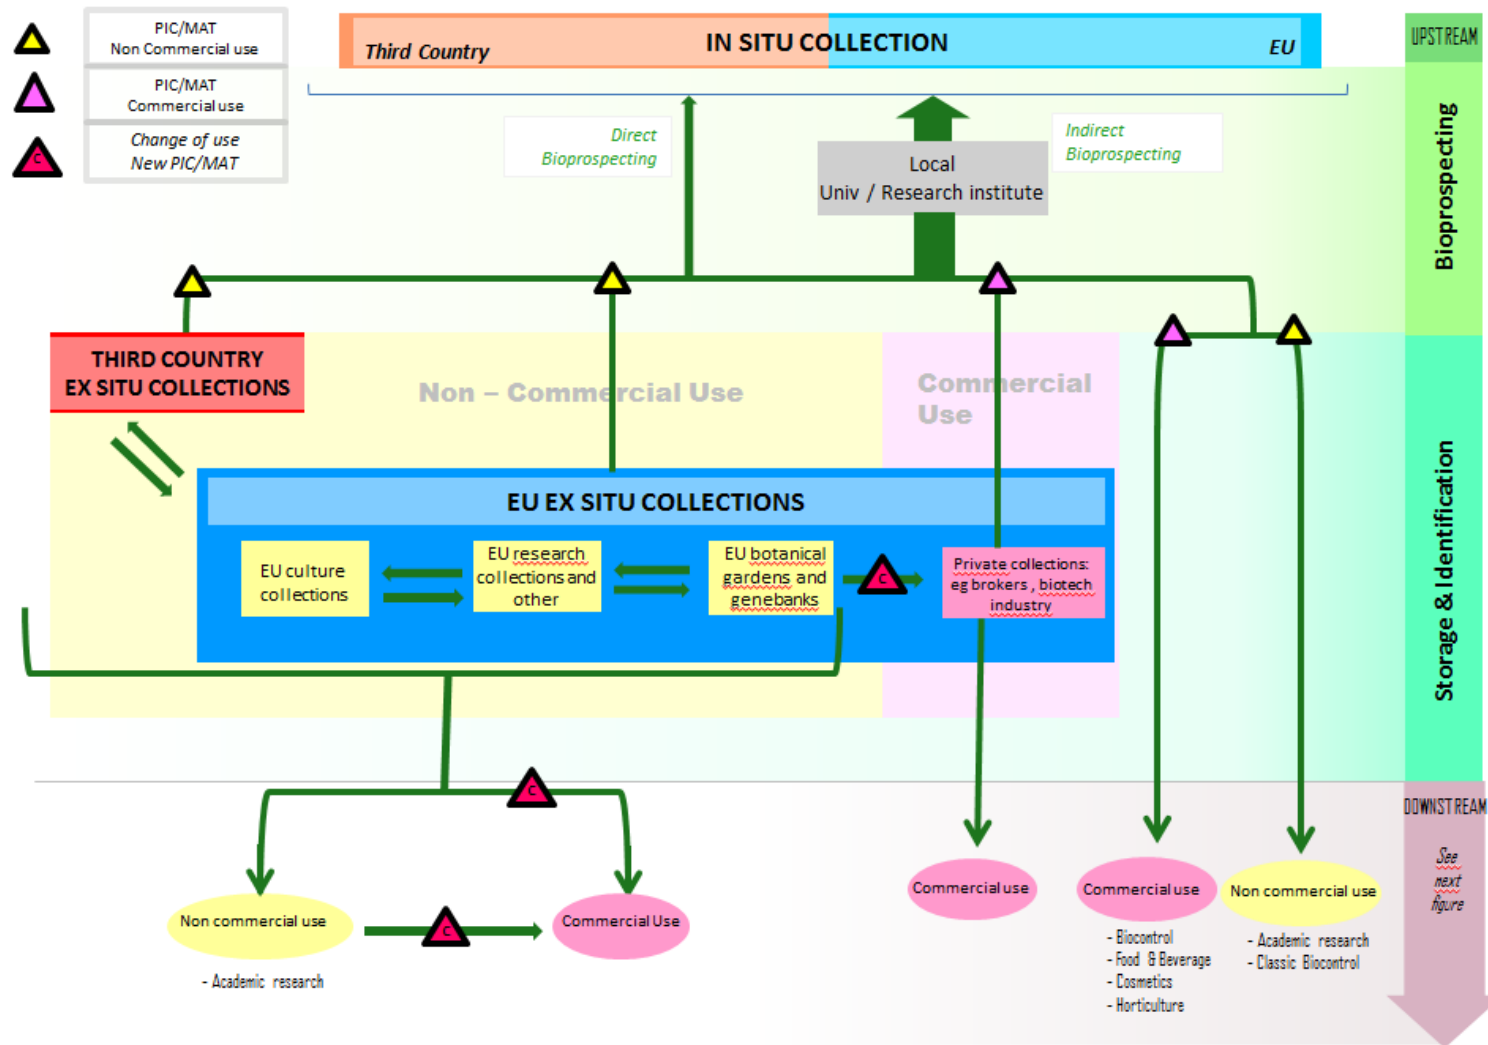 PIC/MAT
Non Commercial use
PIC/MAT
Commercial use
C
Change of use
New PIC/MAT
Third Country
IN SITU COLLECTION
EU
UPSTREAM
Direct
Bioprospecting
Indirect
Bioprospecting
Local
Univ / Research institute
Bioprospecting
THIRD COUNTRY
EX SITU COLLECTIONS
Non – Commercial Use
Commercial
Use
EU EX SITU COLLECTIONS
EU culture
collections
EU research
collections and
other
EU botanical
gardens and
genebanks
C
Private collections:
eg brokers , biotech
industry
Storage & Identification
C
DOWNSTREAM
See
next
figure
Non commercial use
C
Commercial Use
- Academic research
Commercial use
Commercial use
- Biocontrol
- Food & Beverage
- Cosmetics
- Horticulture
Non commercial use
- Academic research
- Classic Biocontrol